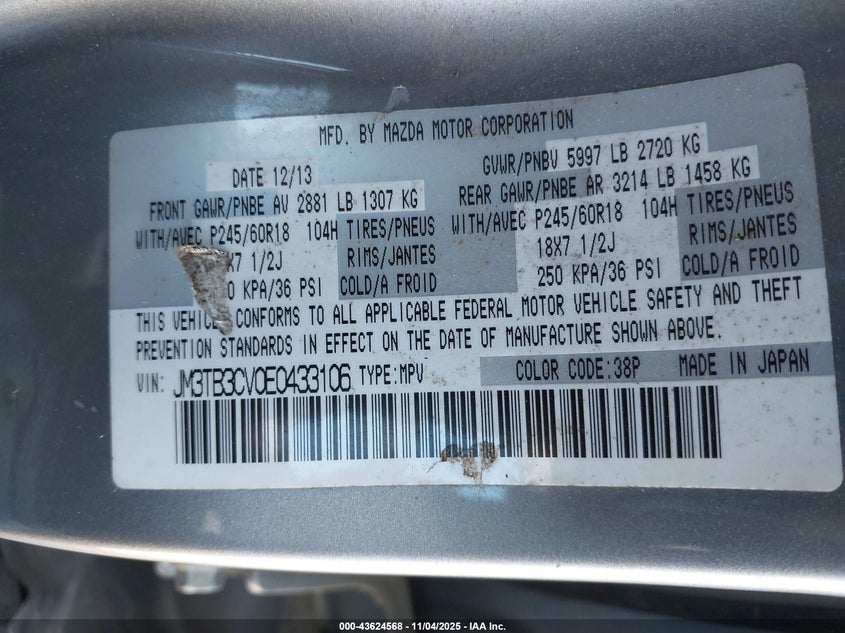 MFD. BY MAZDA MOTOR CORPORATION
DATE 12/13 GVWR/PNBV 5997 LB 2720 KG
FRONT GAWR/PNBE AV 2881 LB 1307 KG REAR GAWR/PNBE AR 3214 LB 1458 KG
WITH/AVEC P245/60R18 104H TIRES/PNEUS WITH/AVEC P245/60R18 104H TIRES/PNEUS
X7 1/2J RIMS/JANTES 18X7 1/2J RIMS/JANTES
0 KPA/36 PSI COLD/A FROID 250 KPA/36 PSI COLD/A FROID
THIS VEHICLE CONFORMS TO ALL APPLICABLE FEDERAL MOTOR VEHICLE SAFETY AND THEFT
PREVENTION STANDARDS IN EFFECT ON THE DATE OF MANUFACTURE SHOWN ABOVE.
VIN: JM3TB3CV0E0433106 TYPE:MPV COLOR CODE:38P MADE IN JAPAN
000-43624568 - 11/04/2025 - IAA Inc.